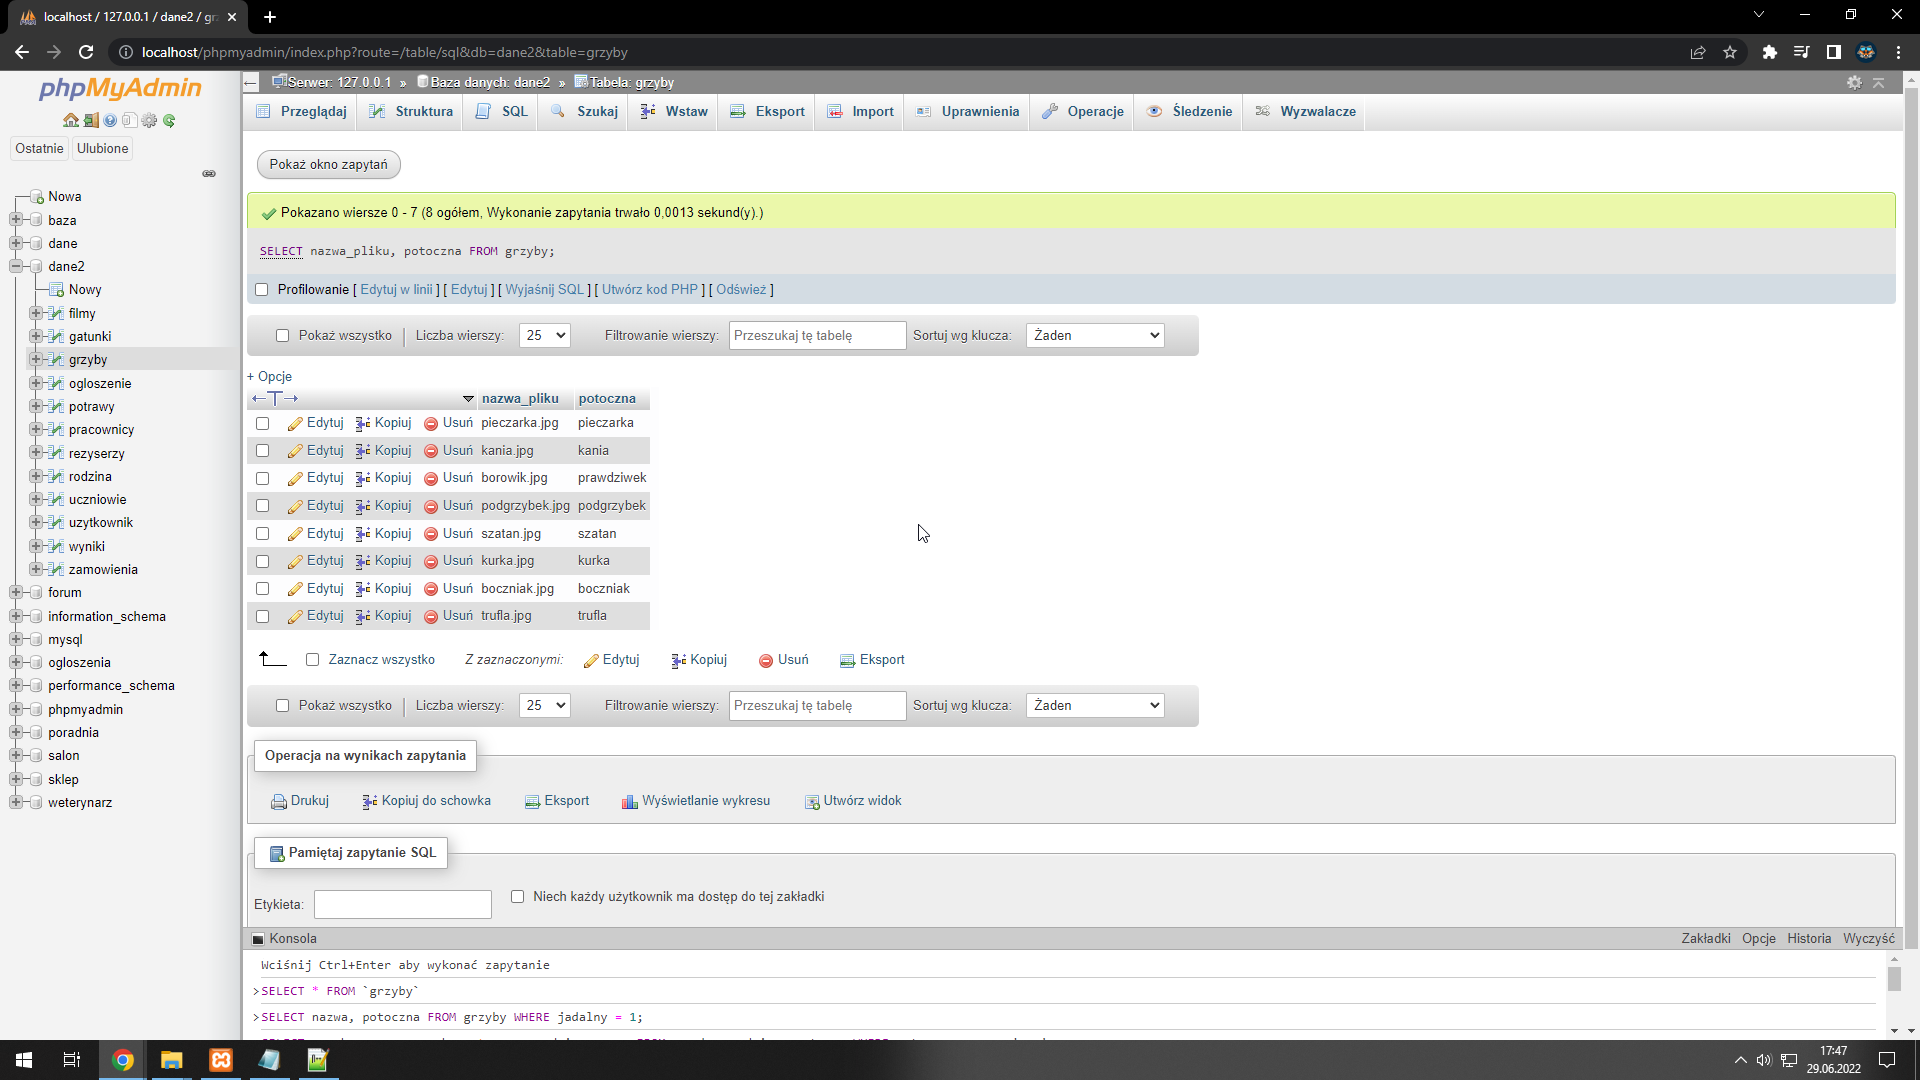 localhost / 127.0.0.1 / dane2 / grz
localhost/phpmyadmin/index.php?route=/table/sql&db=dane2&table=grzyby
phpMyAdmin
Ostatnie Ulubione
Nowa
baza
dane
dane2
Nowy
filmy
gatunki
grzyby
ogloszenie
potrawy
pracownicy
rezyserzy
rodzina
uczniowie
uzytkownik
wyniki
zamowienia
forum
information_schema
mysql
ogloszenia
performance_schema
phpmyadmin
poradnia
salon
sklep
weterynarz
Serwer: 127.0.0.1 » Baza danych: dane2 » Tabela: grzyby
Przeglądaj Struktura SQL Szukaj Wstaw Eksport Import Uprawnienia Operacje Śledzenie Wyzwalacze
Pokaż okno zapytań
Pokazano wiersze 0 - 7 (8 ogółem, Wykonanie zapytania trwało 0,0013 sekund(y).)
SELECT nazwa_pliku, potoczna FROM grzyby;
Profilowanie [ Edytuj w linii ] [ Edytuj ] [ Wyjaśnij SQL ] [ Utwórz kod PHP ] [ Odśwież ]
Pokaż wszystko | Liczba wierszy: 25 Filtrowanie wierszy: Przeszukaj tę tabelę Sortuj wg klucza: Żaden
+ Opcje
←T→ nazwa_pliku potoczna
Edytuj Kopiuj Usuń pieczarka.jpg pieczarka
Edytuj Kopiuj Usuń kania.jpg kania
Edytuj Kopiuj Usuń borowik.jpg prawdziwek
Edytuj Kopiuj Usuń podgrzybek.jpg podgrzybek
Edytuj Kopiuj Usuń szatan.jpg szatan
Edytuj Kopiuj Usuń kurka.jpg kurka
Edytuj Kopiuj Usuń boczniak.jpg boczniak
Edytuj Kopiuj Usuń trufla.jpg trufla
Zaznacz wszystko Z zaznaczonymi: Edytuj Kopiuj Usuń Eksport
Pokaż wszystko | Liczba wierszy: 25 Filtrowanie wierszy: Przeszukaj tę tabelę Sortuj wg klucza: Żaden
Operacja na wynikach zapytania
Drukuj Kopiuj do schowka Eksport Wyświetlanie wykresu Utwórz widok
Pamiętaj zapytanie SQL
Etykieta: Niech każdy użytkownik ma dostęp do tej zakładki
Konsola Zakładki Opcje Historia Wyczyść
Wciśnij Ctrl+Enter aby wykonać zapytanie
>SELECT * FROM `grzyby`
>SELECT nazwa, potoczna FROM grzyby WHERE jadalny = 1;
17:47
29.06.2022